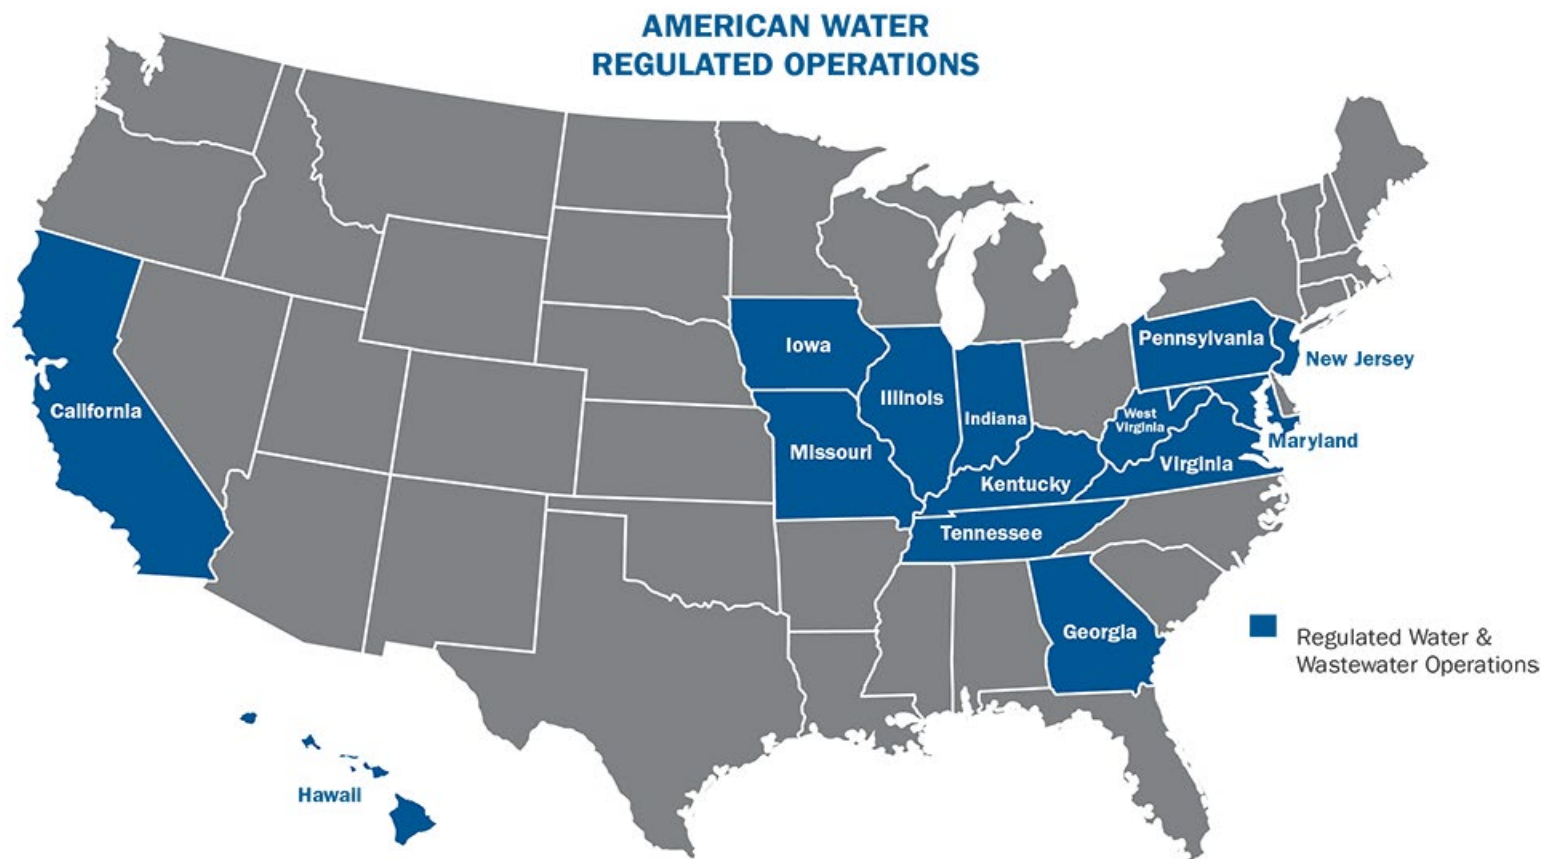 AMERICAN WATER
REGULATED OPERATIONS
Iowa
Pennsylvania
New Jersey
California
Illinois
Indiana
West
Virginia
Maryland
Missouri
Virginia
Kentucky
Tennessee
Georgia
Regulated Water &
Wastewater Operations
Hawaii